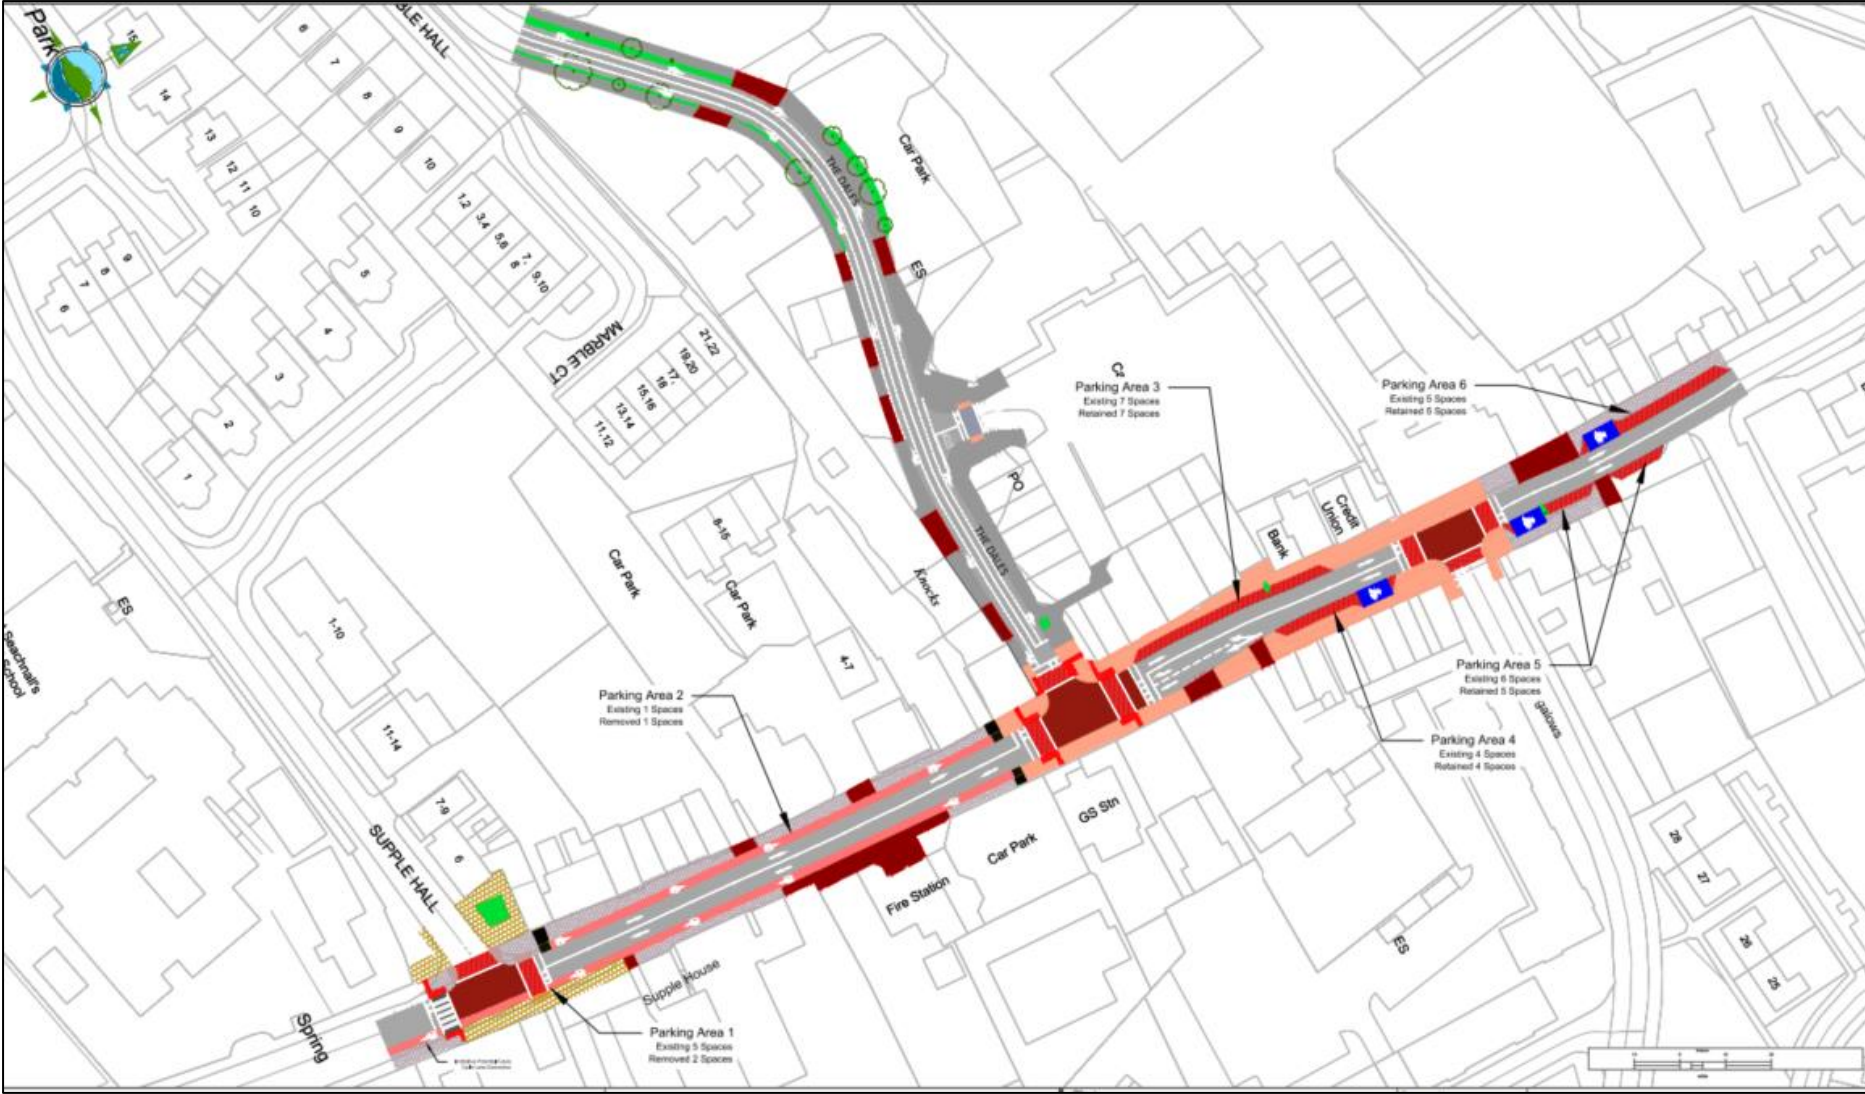 Park
BLE HALL
15
14
13
12
11
10
6
7
8
9
10
1,2
3,4
5,6
7,
8
9,10
9
8
7
6
5
4
3
2
1
MARBLE CT
21,22
19,20
17,
18
15,16
13,14
11,12
THE DALES
Car Park
ES
PO
THE DALES
Knocks
Parking Area 3
Existing 7 Spaces
Retained 7 Spaces
Parking Area 6
Existing 5 Spaces
Bank
Credit
Union
8-15
Car Park
Car Park
4-7
ES
1-10
School
11-14
7-9
6
SUPPLE HALL
Parking Area 2
Existing 1 Spaces
Removed 1 Spaces
Parking Area 5
Existing 6 Spaces
Retained 5 Spaces
galows
Parking Area 4
Existing 4 Spaces
Retained 4 Spaces
GS Stn
Car Park
Fire Station
Supple House
ES
28
27
26
25
Spring
Parking Area 1
Existing 5 Spaces
Removed 2 Spaces